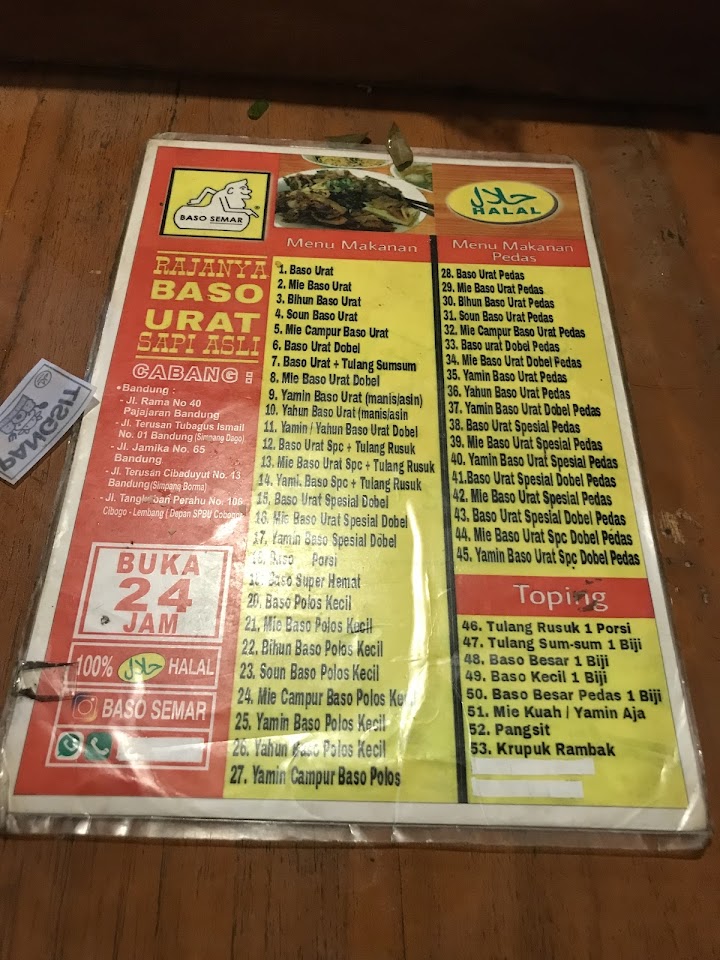 BASO SEMAR
RAJANYA
BASO
URAT
SAPI ASLI
CABANG :
•Bandung -
- Jl. Rama No 40
Pajajaran Bandung
- Jl. Terusan Tubagus Ismail
No. 01 Bandung (Simpang Dago)
- Jl. Jamika No. 65
Bandung
- Jl. Terusan Cibaduyut No. 13
Bandung(Simpang Borma)
- Jl. Tangkuban Perahu No. 108
Cibogo - Lembang ( Depan SPBU Cobogo
BUKA
24
JAM
100% حلال HALAL
BASO SEMAR
Menu Makanan
1. Baso Urat
2. Mie Baso Urat
3. Bihun Baso Urat
4. Soun Baso Urat
5. Mie Campur Baso Urat
6. Baso Urat Dobel
7. Baso Urat + Tulang Sumsum
8. Mie Baso Urat Dobel
9. Yamin Baso Urat (manis/asin)
10. Yahun Baso Urat (manis/asin
11. Yamin / Yahun Baso Urat Dobel
12. Baso Urat Spc + Tulang Rusuk
13. Mie Baso Urat Spc + Tulang Rusuk
14. Yami. Baso Spc + Tulang Rusuk
15, Baso Urat Spesial Dobel
16. Mie Baso Urat Spesial Dobel
17. Yamin Baso Spesial Dobel
18. Baso Porsi
19. Baso Super Hemat
20. Baso Polos Kecil
21. Mie Baso Polos Kecil
22. Bihun Baso Polos Kecil
23. Soun Baso Polos Kecil
24. Mie Campur Baso Polos
25. Yamin Baso Polos Kecil
26. Yahun Baso Polos Kecil
27. Yamin Campur Baso Polos
حلال
HALAL
Menu Makanan
Pedas
28. Baso Urat Pedas
29. Mie Baso Urat Pedas
30. Bihun Baso Urat Pedas
31. Soun Baso Urat Pedas
32. Mie Campur Baso Urat Pedas
33. Baso urat Dobel Pedas
34. Mie Baso Urat Dobel Pedas
35. Yamin Baso Urat Pedas
36. Yahun Baso Urat Pedas
37. Yamin Baso Urat Dobel Pedas
38. Baso Urat Spesial Pedas
39. Mie Baso Urat Spesial Pedas
40. Yamin Baso Urat Spesial Pedas
41.Baso Urat Spesial Dobel Pedas
42. Mie Baso Urat Spesial Pedas
43. Baso Urat Spesial Dobel Pedas
44. Mie Baso Urat Spc Dobel Pedas
45. Yamin Baso Urat Spc Dobel Pedas
Toping
46. Tulang Rusuk 1 Porsi
47. Tulang Sum-sum 1 Biji
48. Baso Besar 1 Biji
49. Baso Kecil 1 Biji
50. Baso Besar Pedas 1 Biji
51. Mie Kuah / Yamin Aja
52. Pangsit
53. Krupuk Rambak
PANGSIT